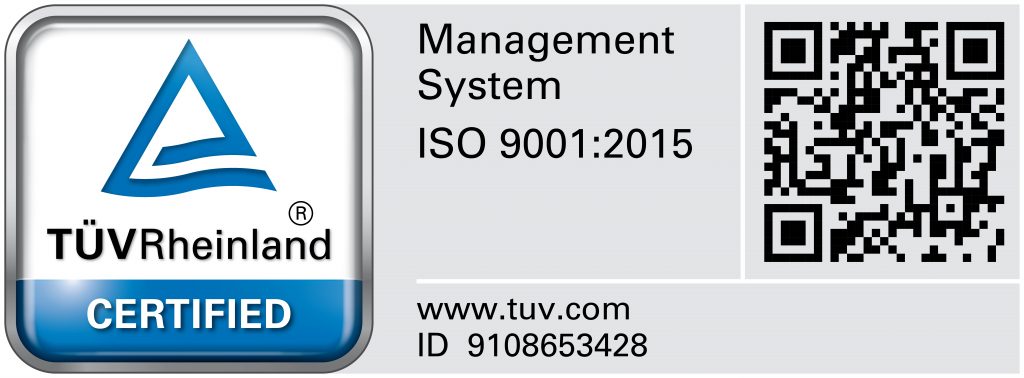 TÜVRheinland®
CERTIFIED
Management
System
ISO 9001:2015
www.tuv.com
ID 9108653428